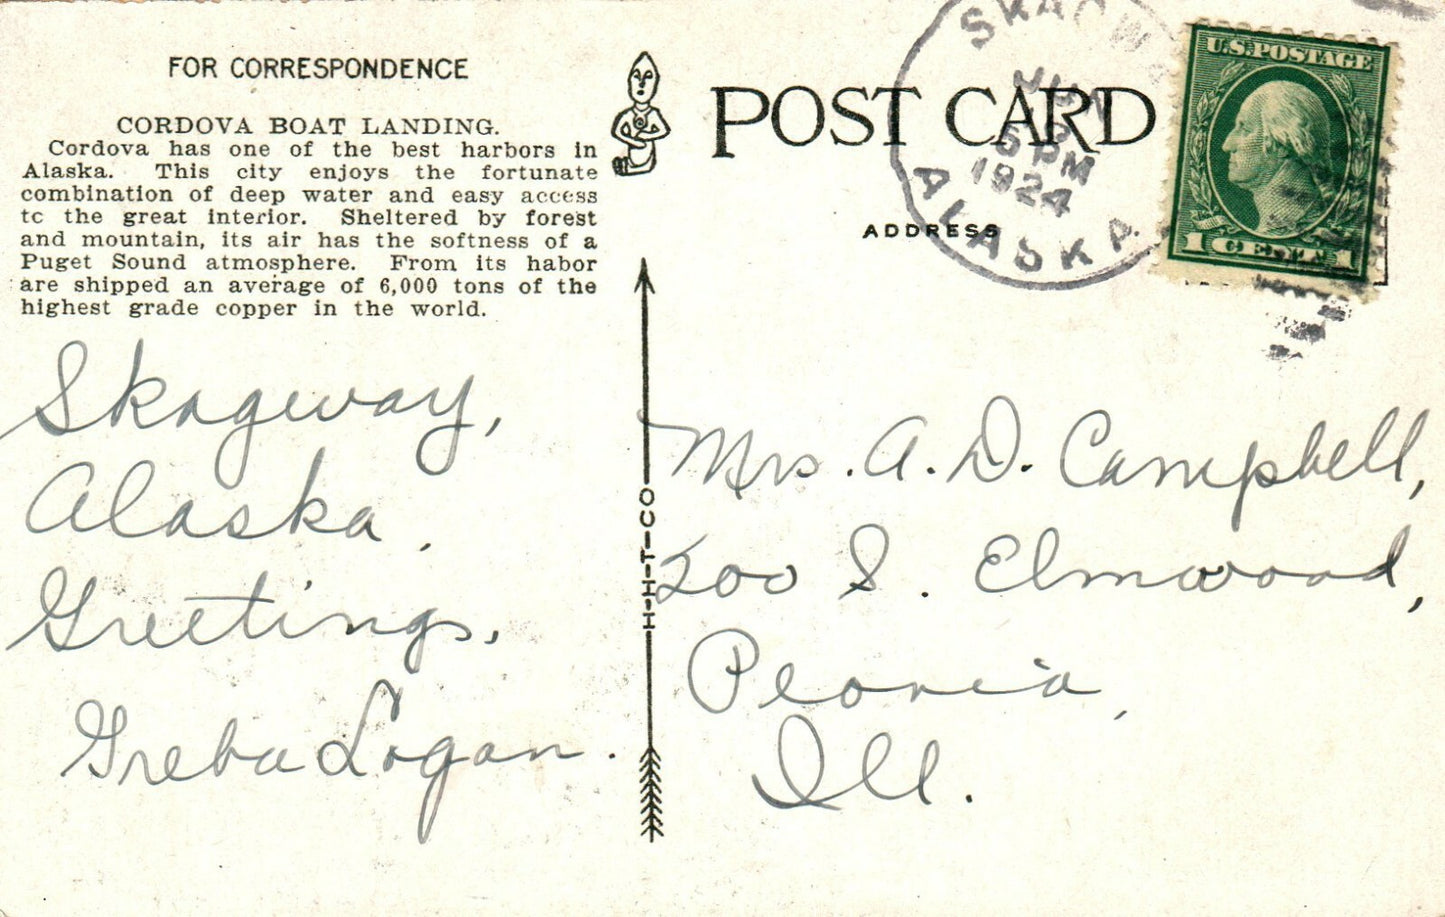 FOR CORRESPONDENCE
CORDOVA BOAT LANDING.
Cordova has one of the best harbors in
Alaska. This city enjoys the fortunate
combination of deep water and easy access
tc the great interior. Sheltered by forest
and mountain, its air has the softness of a
Puget Sound atmosphere. From its habor
are shipped an average of 6,000 tons of the
highest grade copper in the world.
Skagway,
Alaska.
Greetings.
Greba Logan.
H-H-T-CO
POST CARD
ADDRESS
SKAGW
JUN
5 PM
1924
ALASKA
U.S. POSTAGE
1 CENT 1
Mrs. A. D. Campbell,
200 S. Elmwood,
Peoria,
Ill.